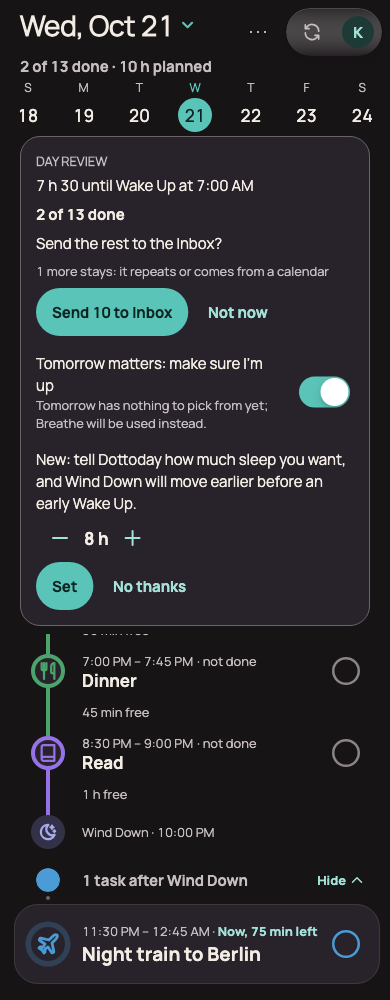 Wed, Oct 21
...
K
2 of 13 done · 10 h planned
S M T W T F S
18 19 20 21 22 23 24
DAY REVIEW
7 h 30 until Wake Up at 7:00 AM
2 of 13 done
Send the rest to the Inbox?
1 more stays: it repeats or comes from a calendar
Send 10 to Inbox Not now
Tomorrow matters: make sure I'm
up
Tomorrow has nothing to pick from yet;
Breathe will be used instead.
New: tell Dottoday how much sleep you want,
and Wind Down will move earlier before an
early Wake Up.
8 h
Set No thanks
7:00 PM – 7:45 PM · not done
Dinner
45 min free
8:30 PM – 9:00 PM · not done
Read
1 h free
Wind Down · 10:00 PM
1 task after Wind Down Hide
11:30 PM – 12:45 AM · Now, 75 min left
Night train to Berlin